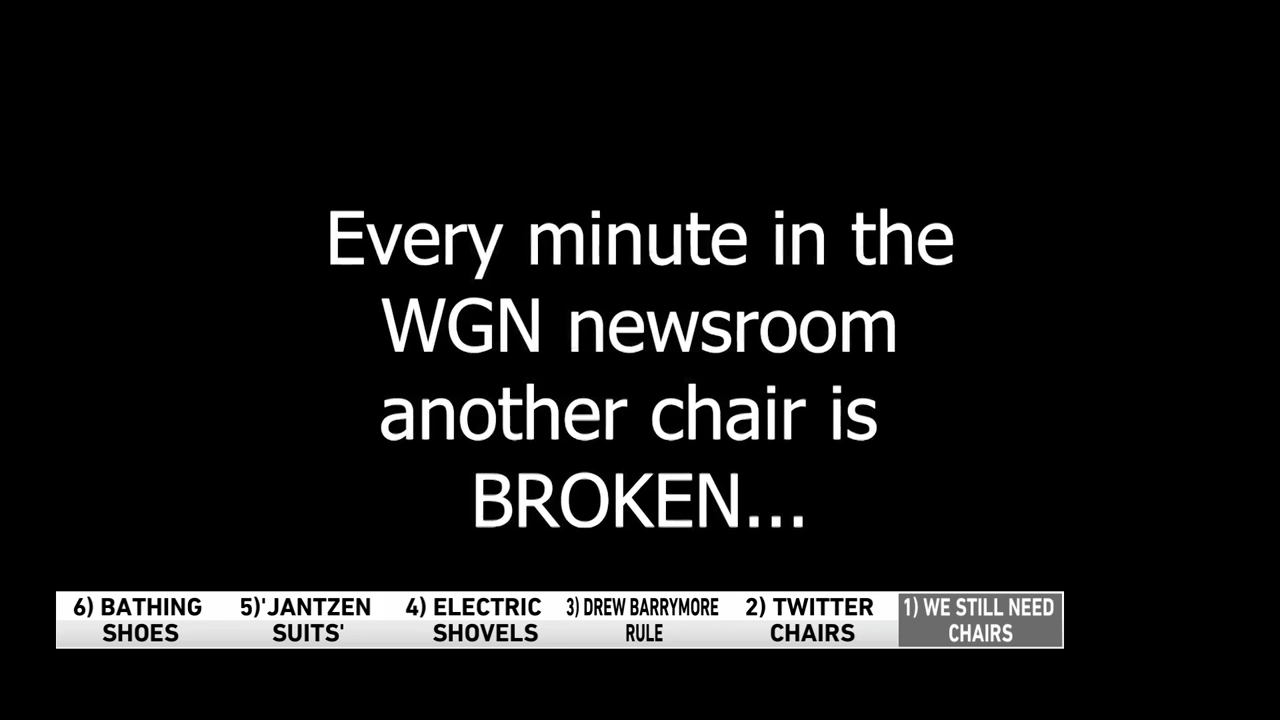 Every minute in the
WGN newsroom
another chair is
BROKEN...
6) BATHING
SHOES
5)'JANTZEN
SUITS'
4) ELECTRIC
SHOVELS
3) DREW BARRYMORE
RULE
2) TWITTER
CHAIRS
1) WE STILL NEED
CHAIRS